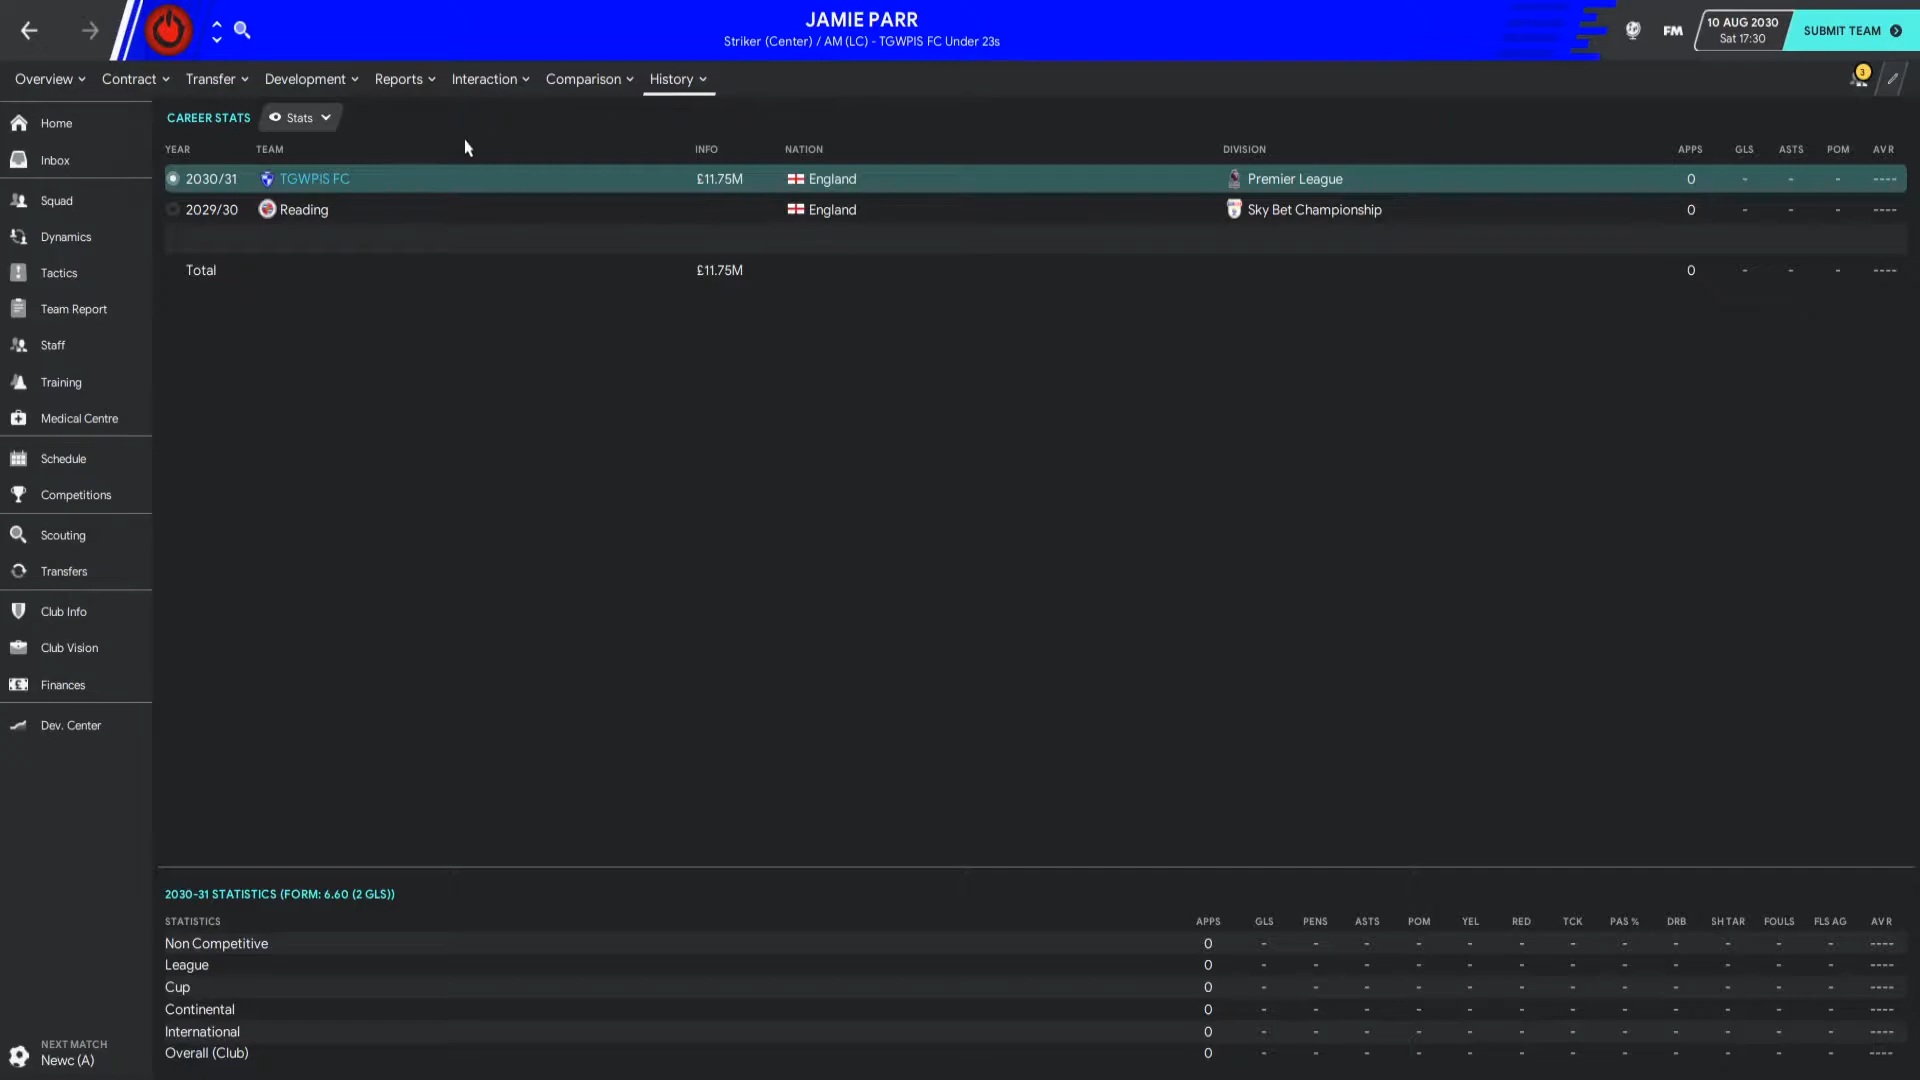 JAMIE PARR
Striker (Center) / AM (LC) - TGWPIS FC Under 23s
FM
10 AUG 2030
Sat 17:30
SUBMIT TEAM
Overview
Contract
Transfer
Development
Reports
Interaction
Comparison
History
3
Home
Inbox
Squad
Dynamics
Tactics
Team Report
Staff
Training
Medical Centre
Schedule
Competitions
Scouting
Transfers
Club Info
Club Vision
Finances
Dev. Center
NEXT MATCH
Newc (A)
CAREER STATS Stats
YEAR TEAM INFO NATION DIVISION APPS GLS ASTS POM AV R
2030/31 TGWPIS FC £11.75M England Premier League 0 - - - ----
2029/30 Reading England Sky Bet Championship 0 - - - ----
Total £11.75M 0 - - - ----
2030-31 STATISTICS (FORM: 6.60 (2 GLS))
STATISTICS APPS GLS PENS ASTS POM YEL RED TCK PAS % DRB SH TAR FOULS FLS AG AV R
Non Competitive 0 - - - - - - - - - - - - ----
League 0 - - - - - - - - - - - - ----
Cup 0 - - - - - - - - - - - - ----
Continental 0 - - - - - - - - - - - - ----
International 0 - - - - - - - - - - - - ----
Overall (Club) 0 - - - - - - - - - - - - ----